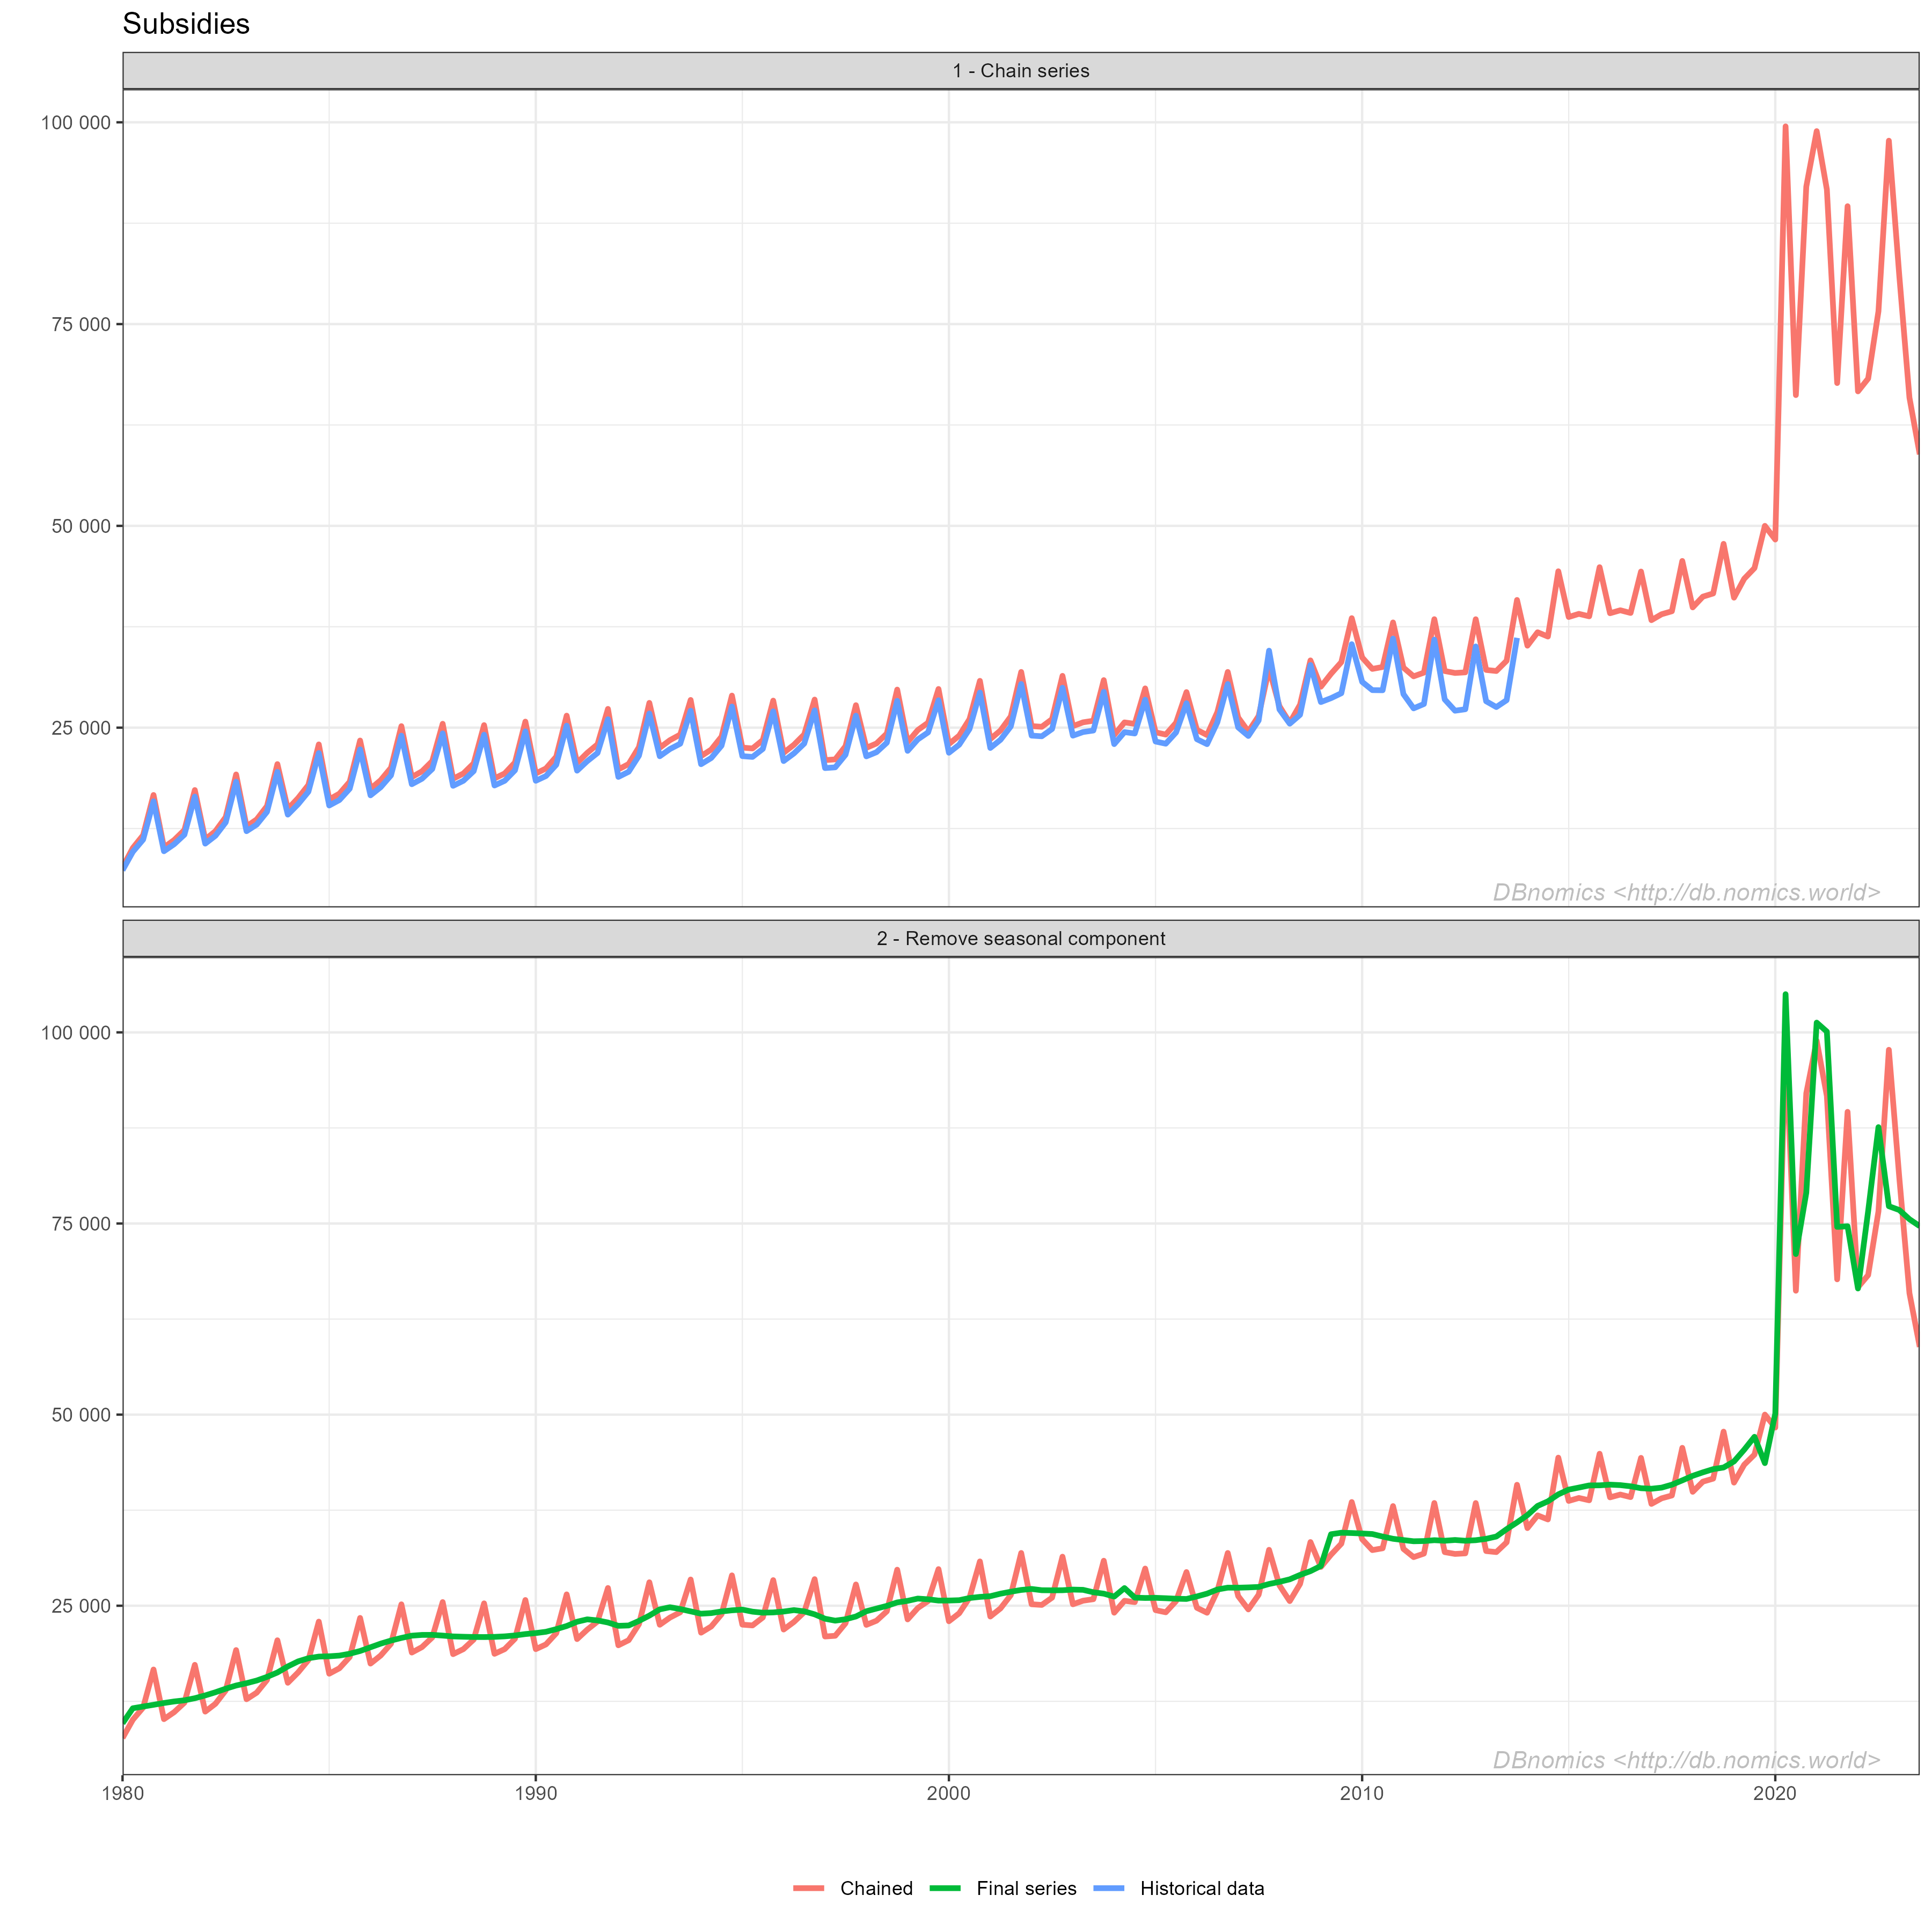 Subsidies
1 - Chain series
100 000
75 000
50 000
25 000
DBnomics <http://db.nomics.world>
2 - Remove seasonal component
100 000
75 000
50 000
25 000
DBnomics <http://db.nomics.world>
1980 1990 2000 2010 2020
Chained Final series Historical data